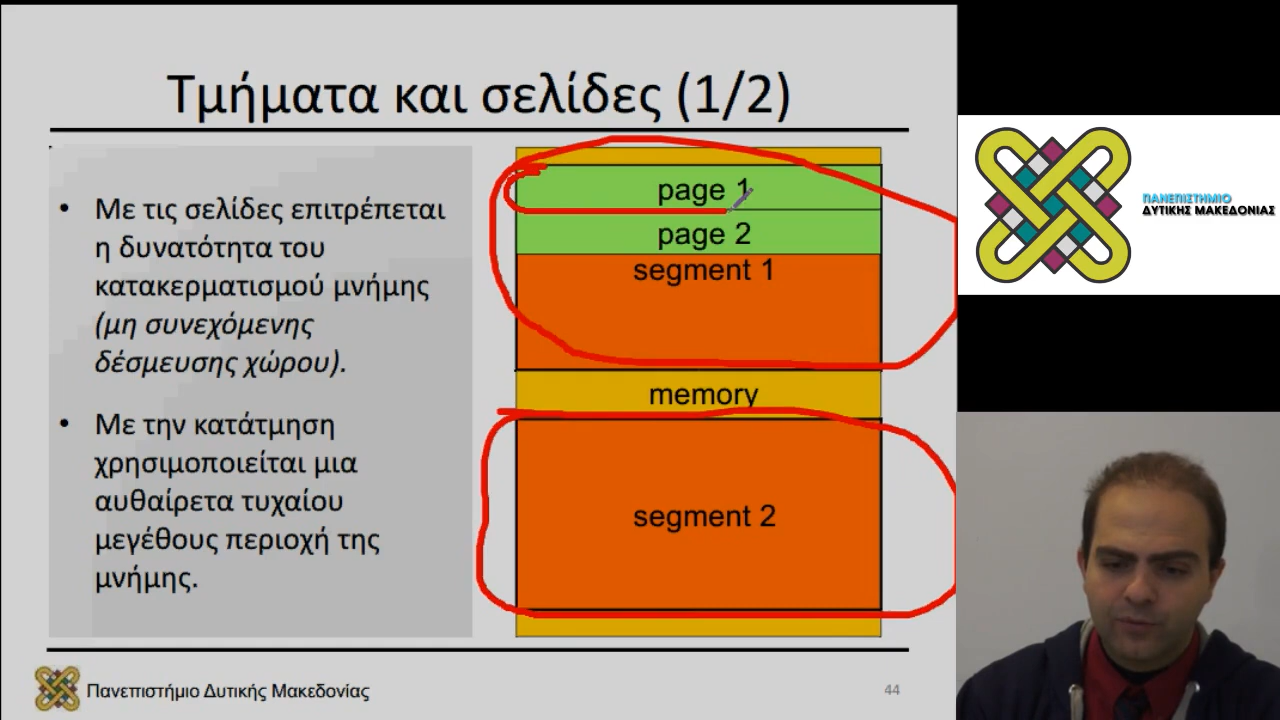 Τμήματα και σελίδες (1/2)
• Με τις σελίδες επιτρέπεται
η δυνατότητα του
κατακερματισμού μνήμης
(μη συνεχόμενης
δέσμευσης χώρου).
• Με την κατάτμηση
χρησιμοποιείται μια
αυθαίρετα τυχαίου
μεγέθους περιοχή της
μνήμης.
page 1
page 2
segment 1
memory
segment 2
ΠΑΝΕΠΙΣΤΗΜΙΟ
ΔΥΤΙΚΗΣ ΜΑΚΕΔΟΝΙΑΣ
Πανεπιστήμιο Δυτικής Μακεδονίας
44